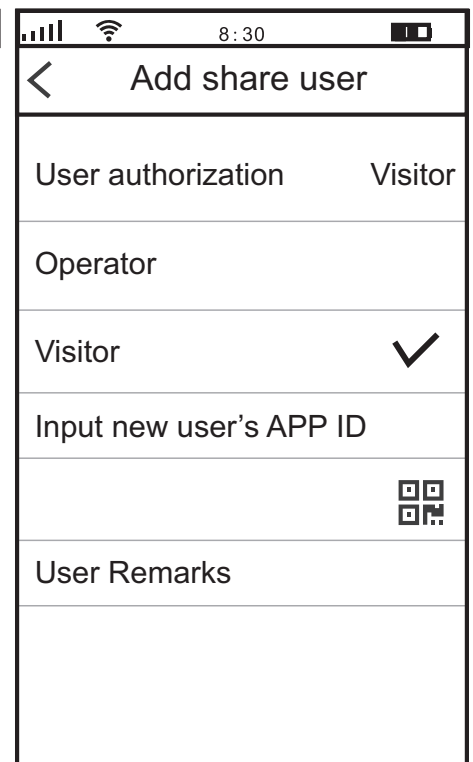 8:30
Add share user
User authorization Visitor
Operator
Visitor
Input new user's APP ID
User Remarks